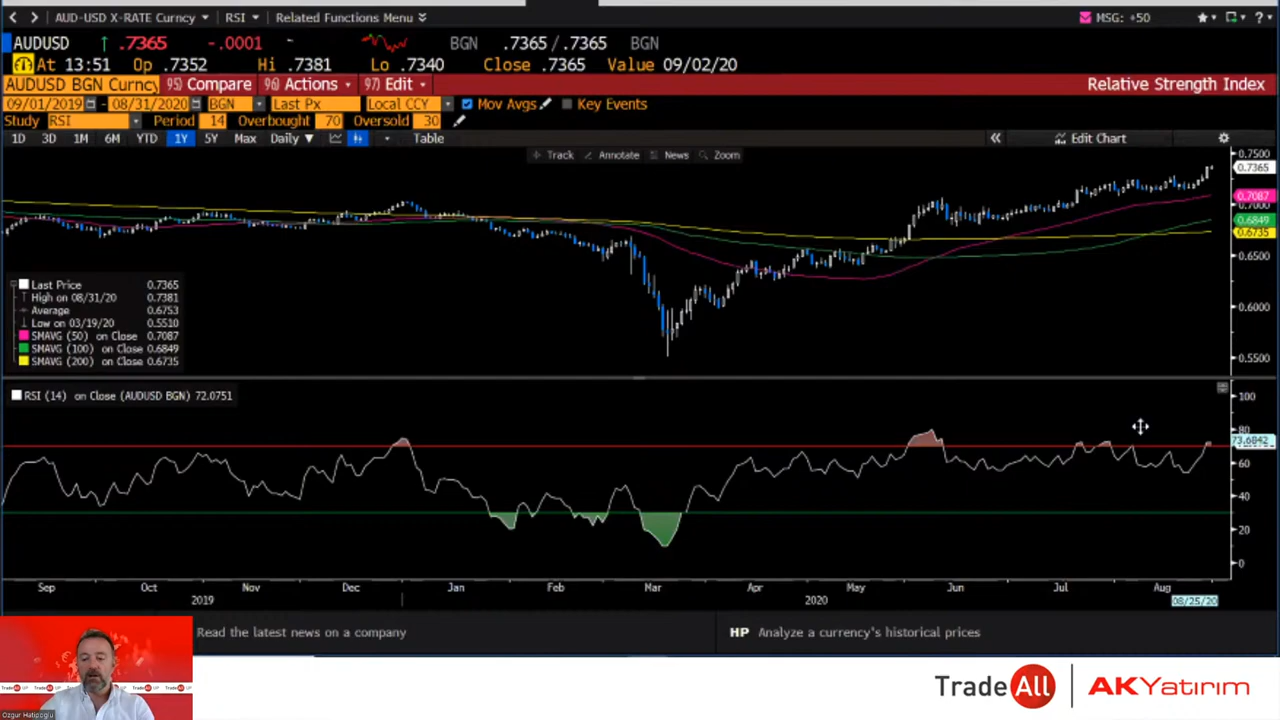 AUD-USD X-RATE Curncy RSI Related Functions Menu MSG: +50
AUDUSD .7365 -.0001 BGN .7365/.7365 BGN
At 13:51 Op .7352 Hi .7381 Lo .7340 Close .7365 Value 09/02/20
AUDUSD BGN Curncy 95) Compare 96) Actions 97) Edit Relative Strength Index
09/01/2019 - 08/31/2020 BGN Last Px Local CCY Mov Avgs Key Events
Study RSI Period 14 Overbought 70 Oversold 30
1D 3D 1M 6M YTD 1Y 5Y Max Daily ▼ Table « Edit Chart
Track Annotate News Zoom
0.7500
0.7365
0.7087
0.7000
0.6849
0.6735
0.6500
0.6000
0.5500
Last Price 0.7365
High on 08/31/20 0.7381
Average 0.6753
Low on 03/19/20 0.5510
SMAVG (50) on Close 0.7087
SMAVG (100) on Close 0.6849
SMAVG (200) on Close 0.6735
RSI (14) on Close (AUDUSD BGN) 72.0751
100
80
73.6842
60
40
20
0
Sep Oct Nov Dec Jan Feb Mar Apr May Jun Jul Aug
2019 2020 08/25/20
Read the latest news on a company HP Analyze a currency's historical prices
Ozgur Hatipoglu
TradeAll AKYatırım